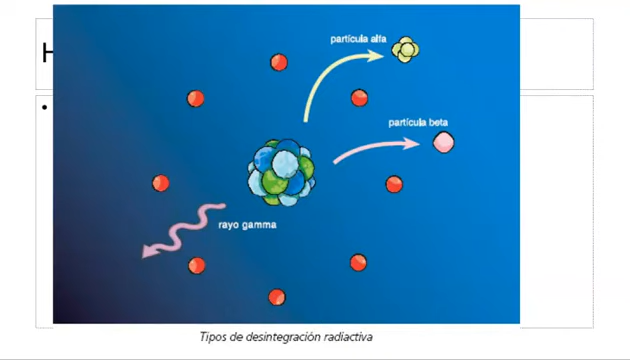 H
partícula alfa
partícula beta
rayo gamma
Tipos de desintegración radiactiva